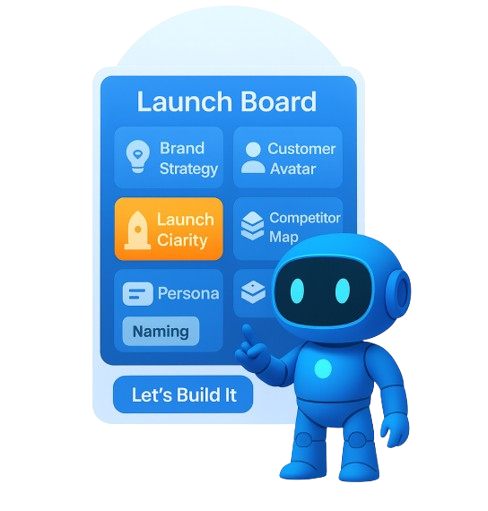 Launch Board
Brand
Strategy
Customer
Avatar
Launch
Ciarity
Competitor
Map
Persona
Naming
Let's Build It